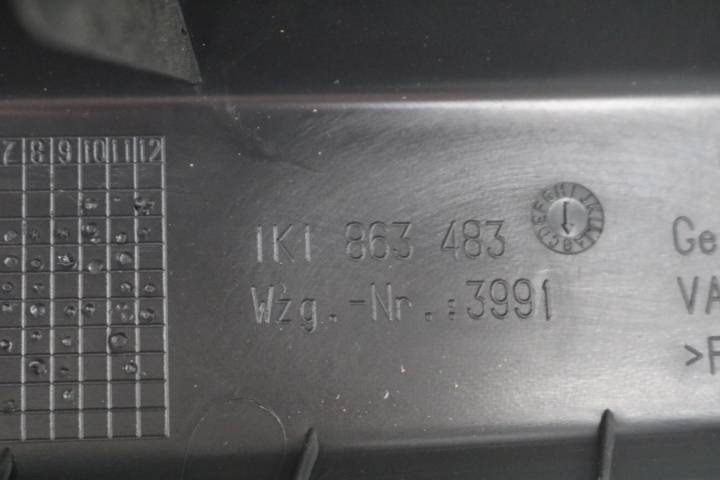 7 8 9 10 11 12
1K1 863 483
Wzg.-Nr.:3991
Ge
VA
>P